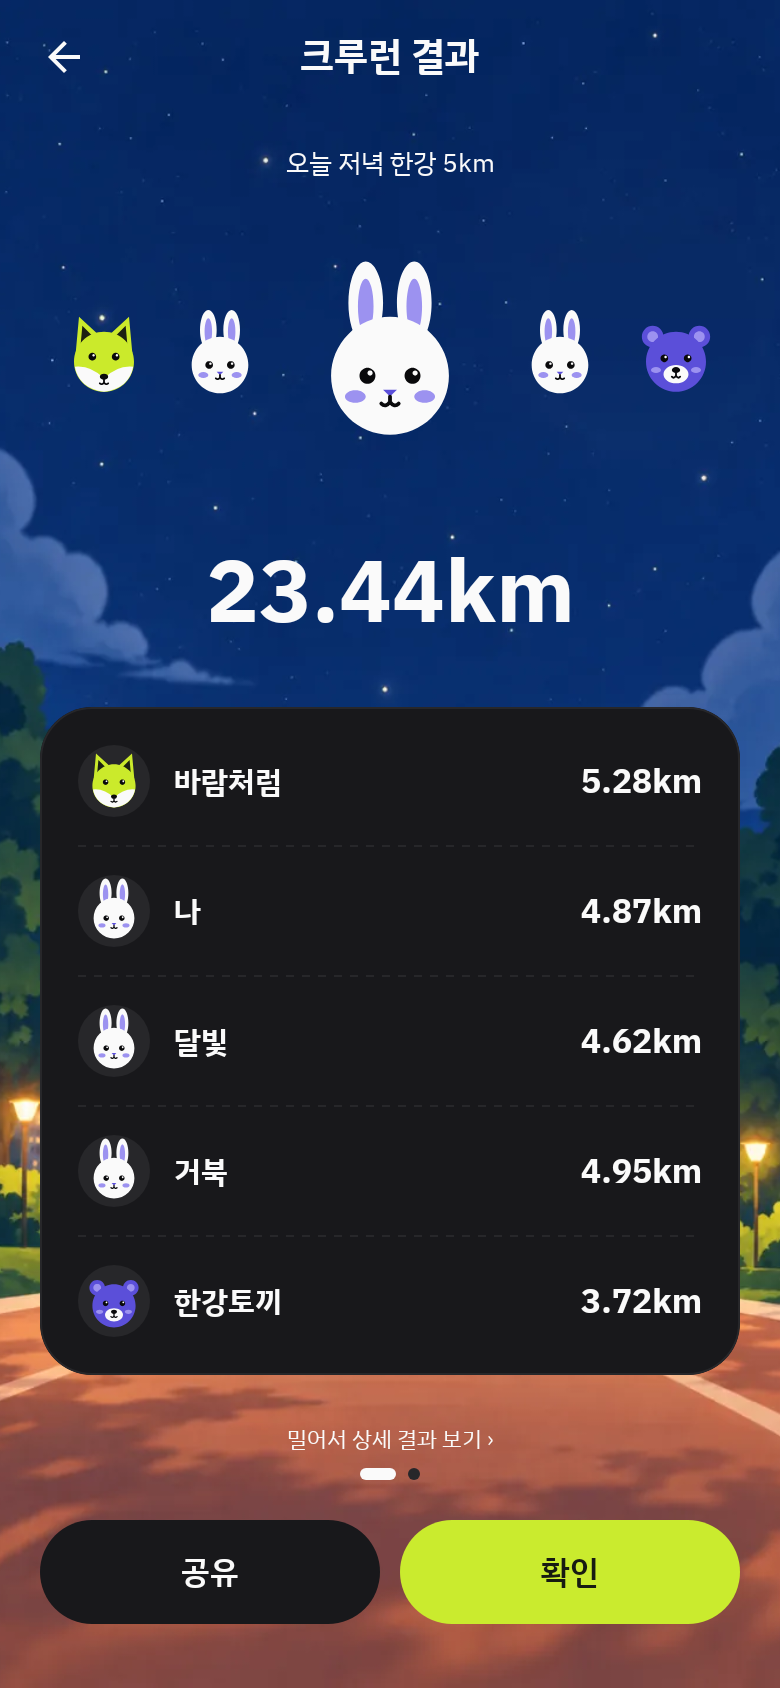 크루런 결과
오늘 저녁 한강 5km
23.44km
바람처럼 5.28km
나 4.87km
달빛 4.62km
거북 4.95km
한강토끼 3.72km
밀어서 상세 결과 보기 ›
공유 확인